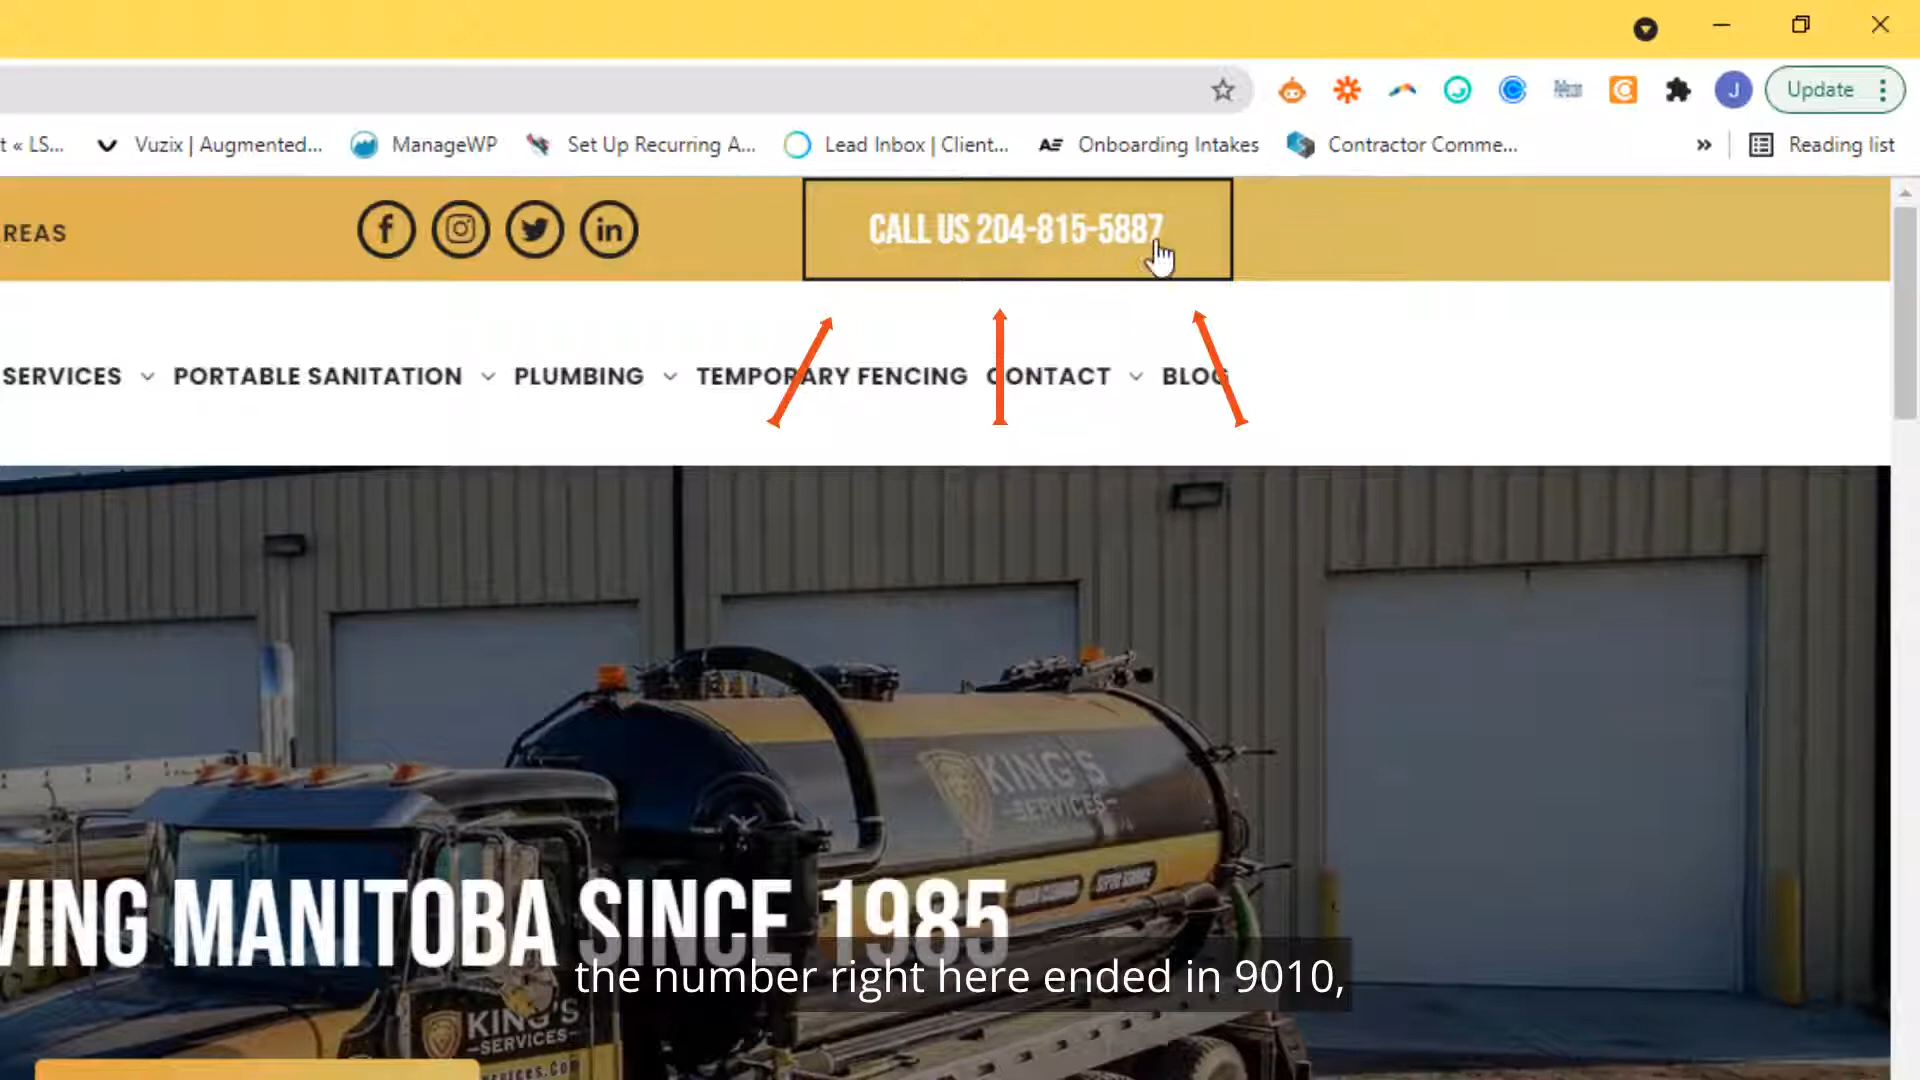 J
Update
t « LS...
Vuzix | Augmented...
ManageWP
Set Up Recurring A...
Lead Inbox | Client...
AE
Onboarding Intakes
Contractor Comme...
»
Reading list
REAS
CALL US 204-815-5887
SERVICES
PORTABLE SANITATION
PLUMBING
TEMPORARY FENCING
CONTACT
BLOG
KING'S
SERVICES
VING MANITOBA SINCE 1985
the number right here ended in 9010,
KING'S
SERVICES